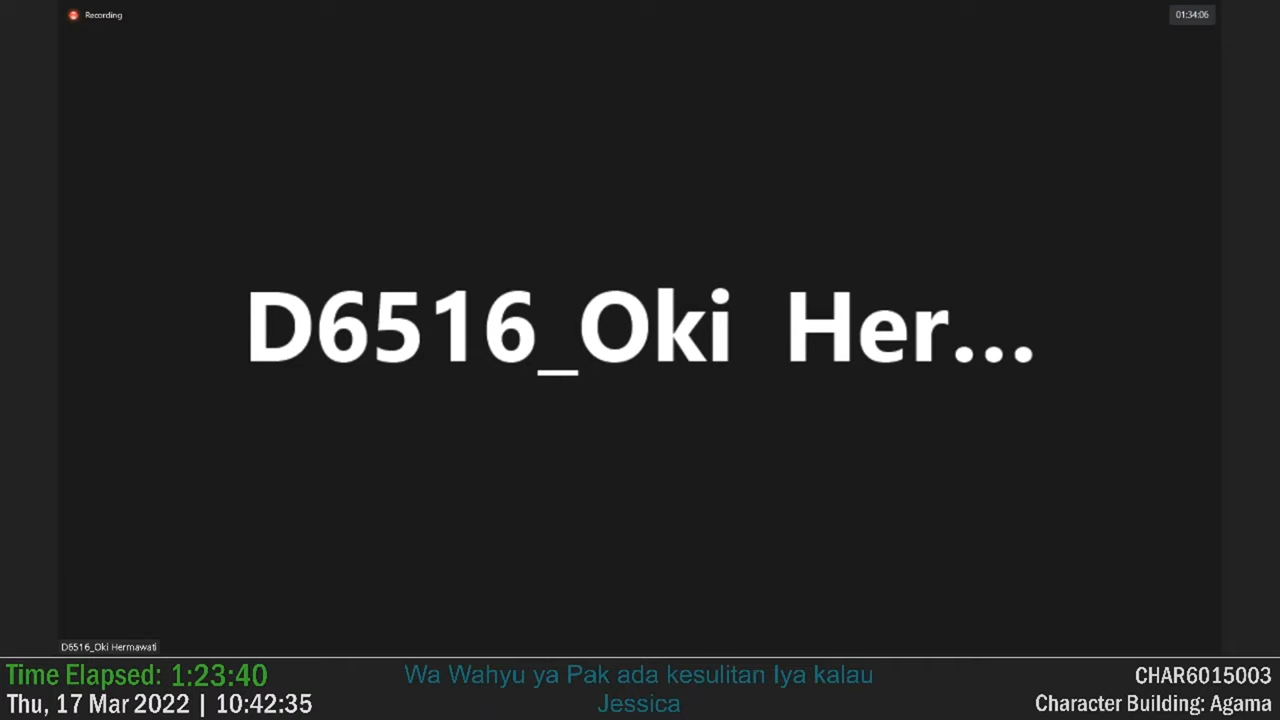 Recording
01:34:06
D6516_Oki Her...
D6516_Oki Hermawati
Time Elapsed: 1:23:40
Wa Wahyu ya Pak ada kesulitan Iya kalau
Jessica
CHAR6015003
Thu, 17 Mar 2022 | 10:42:35
Character Building: Agama